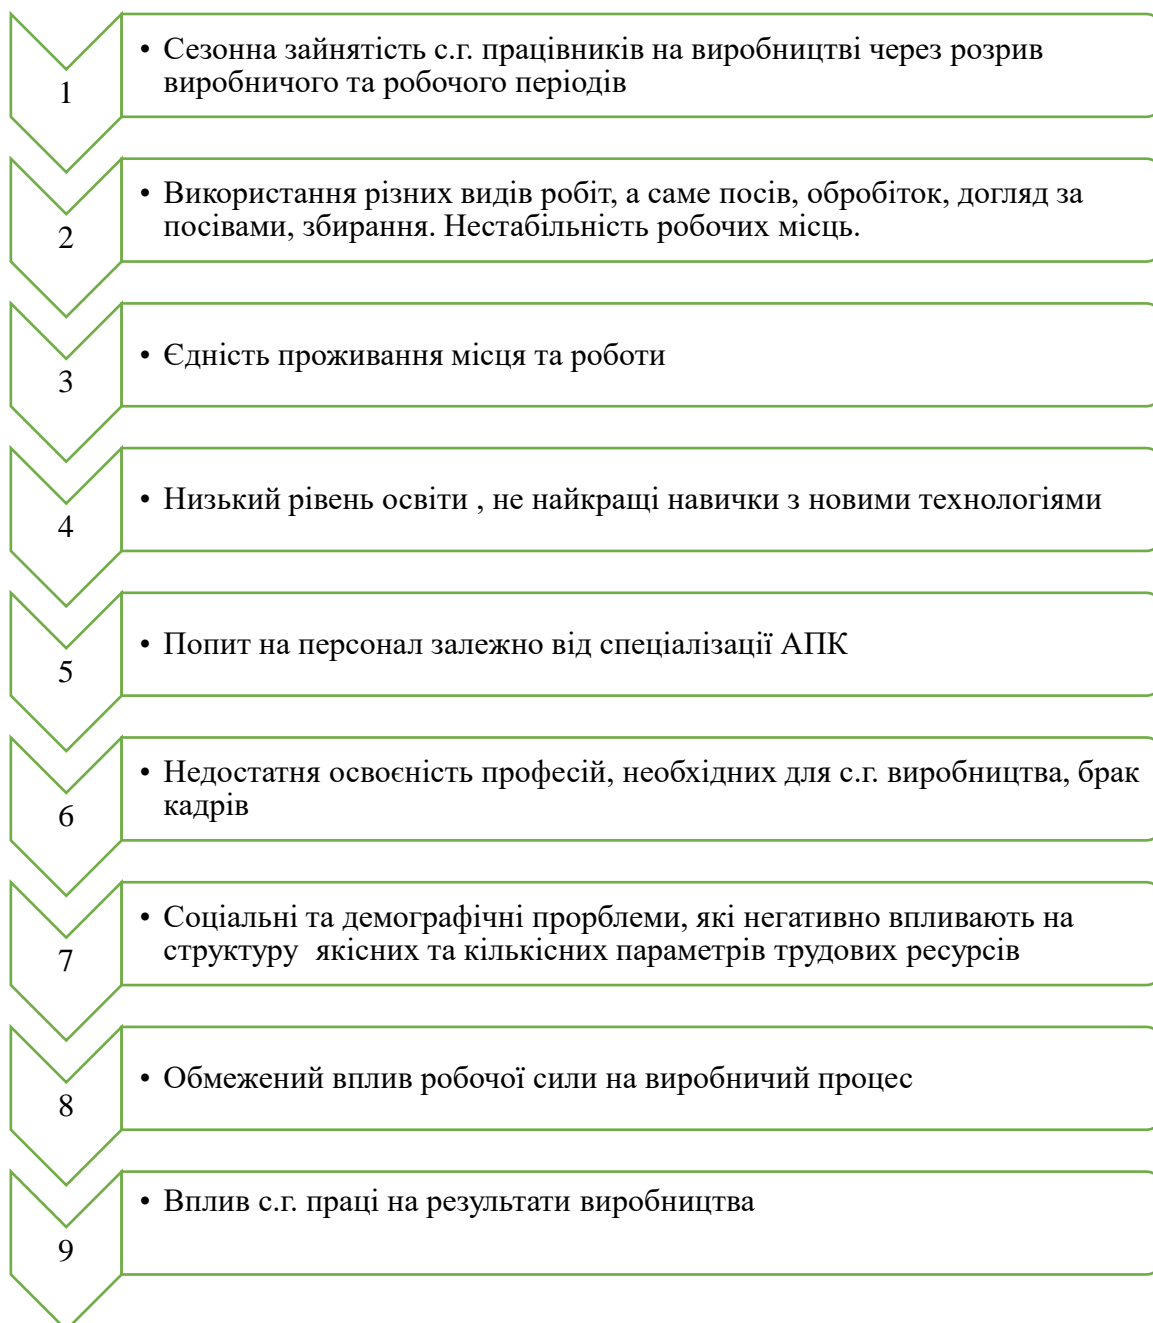 1
• Сезонна зайнятість с.г. працівників на виробництві через розрив
виробничого та робочого періодів
2
• Використання різних видів робіт, а саме посів, обробіток, догляд за
посівами, збирання. Нестабільність робочих місць.
3
• Єдність проживання місця та роботи
4
• Низький рівень освіти , не найкращі навички з новими технологіями
5
• Попит на персонал залежно від спеціалізації АПК
6
• Недостатня освоєність професій, необхідних для с.г. виробництва, брак
кадрів
7
• Соціальні та демографічні прорблеми, які негативно впливають на
структуру  якісних та кількісних параметрів трудових ресурсів
8
• Обмежений вплив робочої сили на виробничий процес
9
• Вплив с.г. праці на результати виробництва